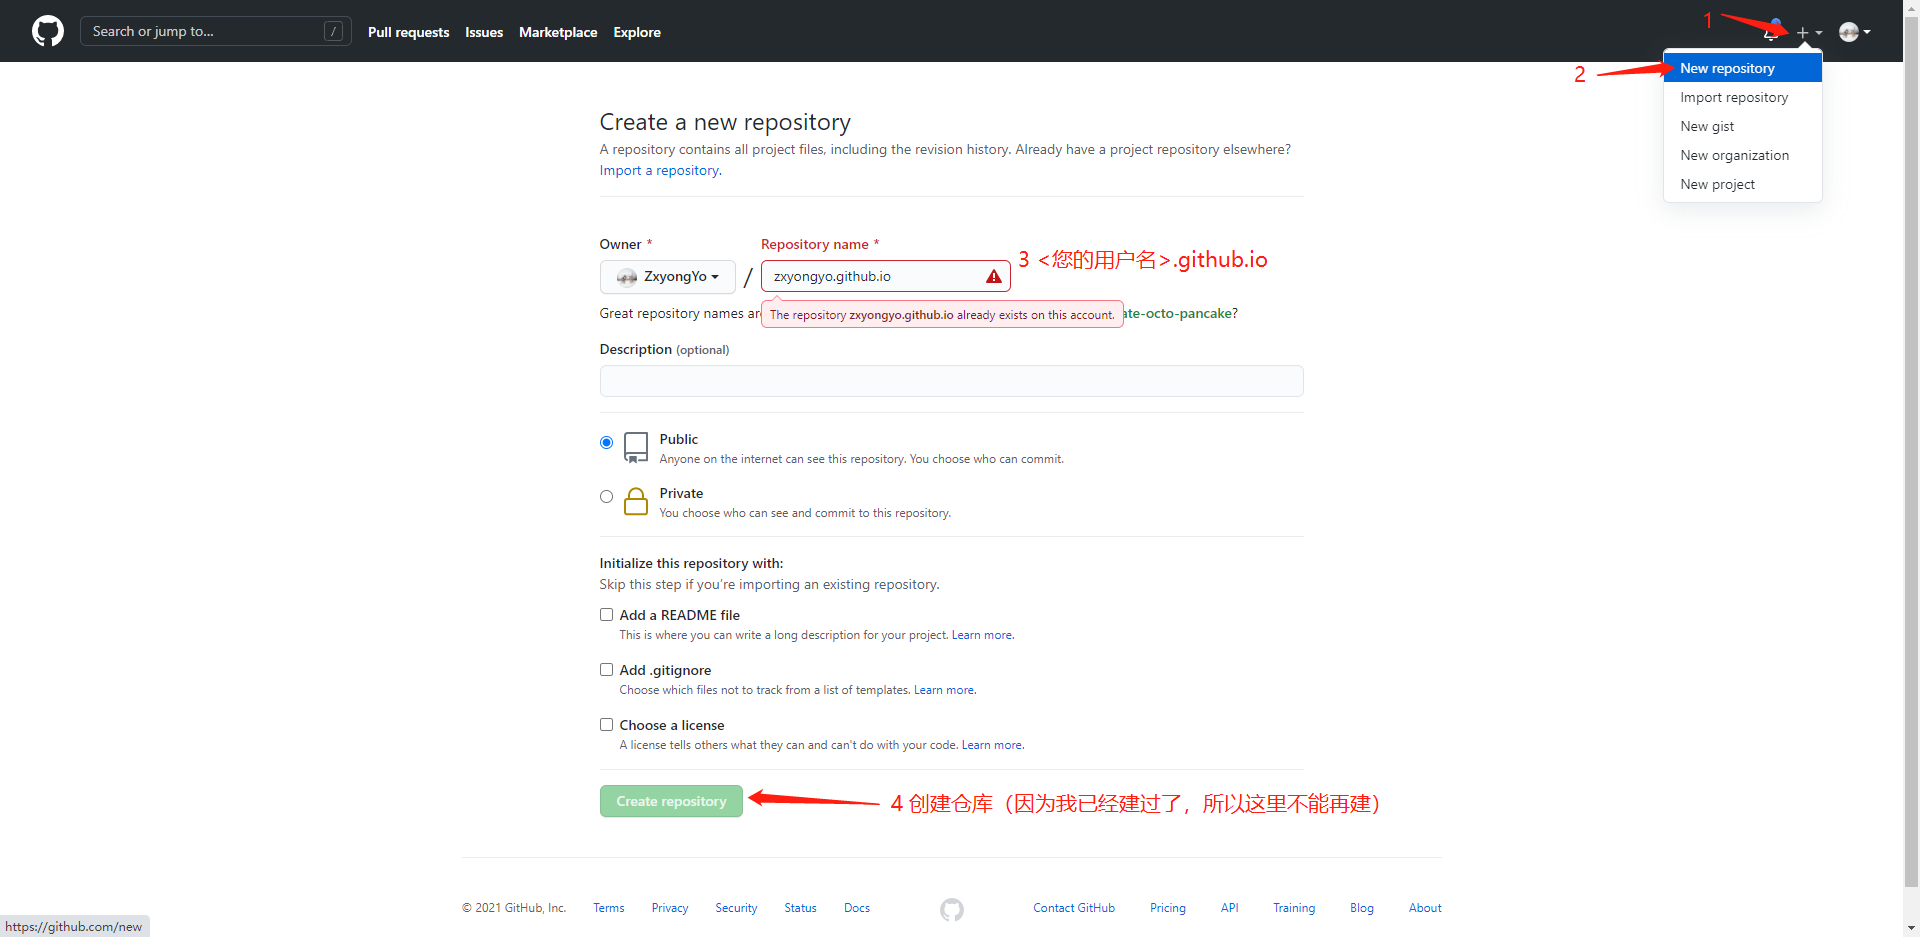 Search or jump to... /
Pull requests Issues Marketplace Explore
1
2
New repository
Import repository
New gist
New organization
New project
Create a new repository
A repository contains all project files, including the revision history. Already have a project repository elsewhere?
Import a repository.
Owner * Repository name *
ZxyongYo / zxyongyo.github.io
3 <您的用户名>.github.io
Great repository names ar
The repository zxyongyo.github.io already exists on this account.
ate-octo-pancake?
Description (optional)
Public
Anyone on the internet can see this repository. You choose who can commit.
Private
You choose who can see and commit to this repository.
Initialize this repository with:
Skip this step if you're importing an existing repository.
Add a README file
This is where you can write a long description for your project. Learn more.
Add .gitignore
Choose which files not to track from a list of templates. Learn more.
Choose a license
A license tells others what they can and can't do with your code. Learn more.
Create repository
4 创建仓库（因为我已经建过了，所以这里不能再建）
© 2021 GitHub, Inc. Terms Privacy Security Status Docs Contact GitHub Pricing API Training Blog About
https://github.com/new